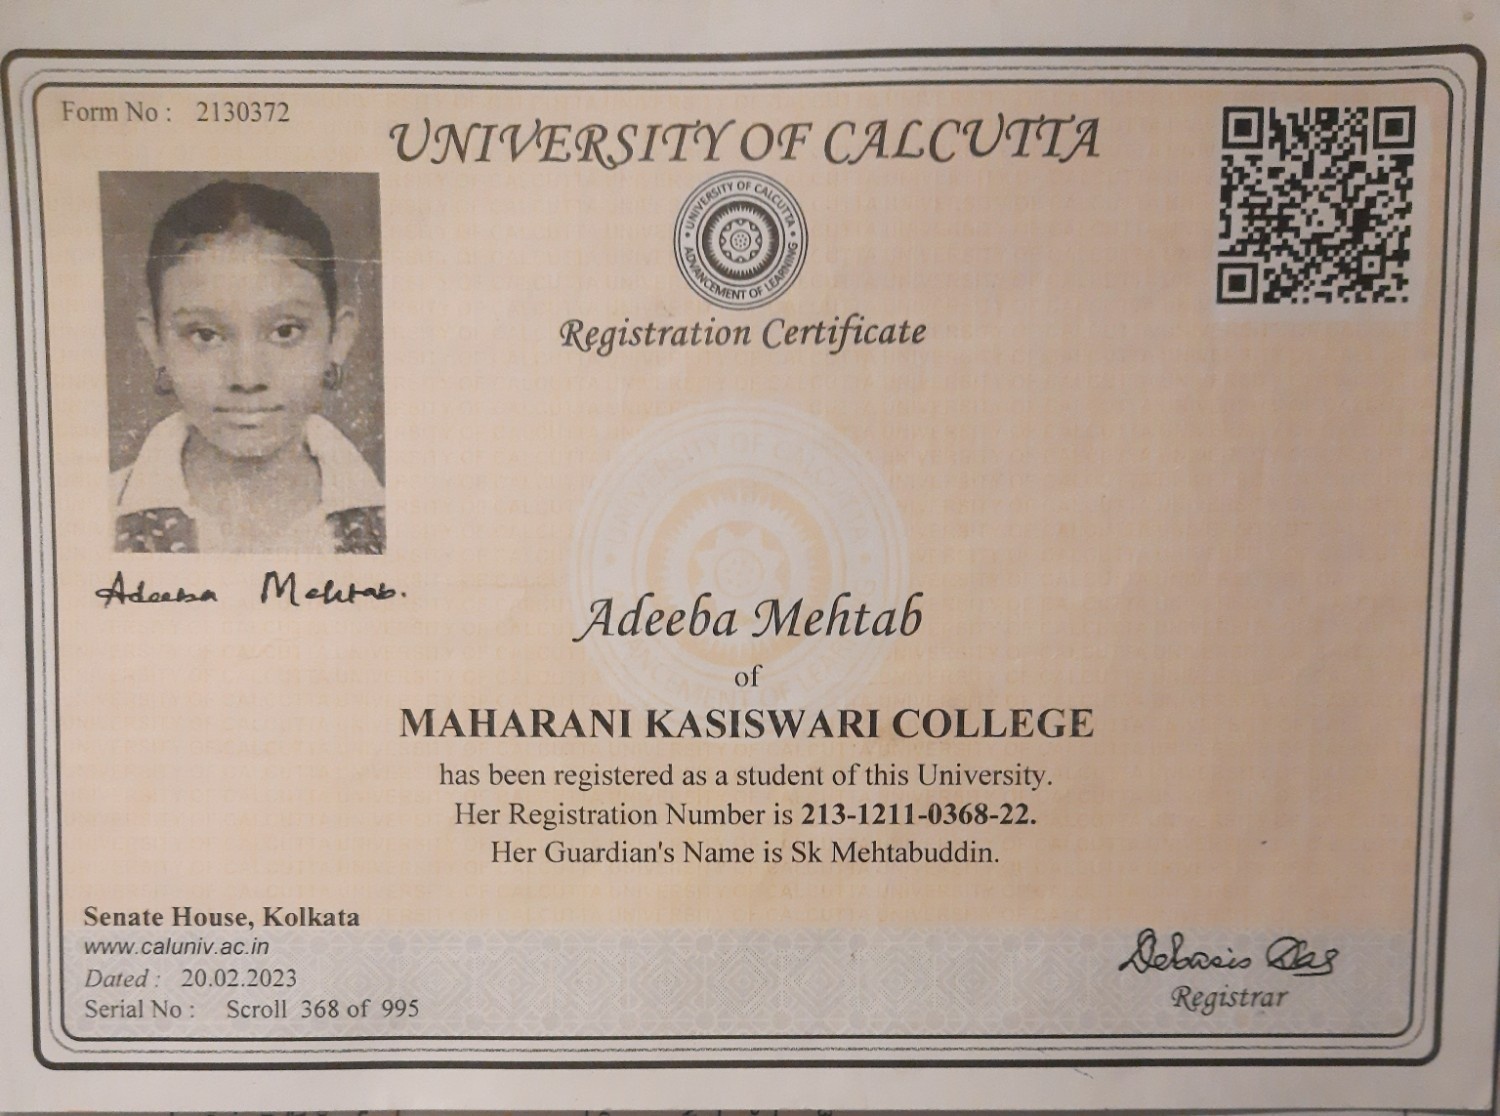 Form No : 2130372
UNIVERSITY OF CALCUTTA
UNIVERSITY OF CALCUTTA
ADVANCEMENT OF LEARNING
Registration Certificate
Adeeba Mehtab.
Adeeba Mehtab
of
MAHARANI KASISWARI COLLEGE
has been registered as a student of this University.
Her Registration Number is 213-1211-0368-22.
Her Guardian's Name is Sk Mehtabuddin.
Senate House, Kolkata
www.caluniv.ac.in
Dated : 20.02.2023
Serial No : Scroll 368 of 995
Debasis Das
Registrar